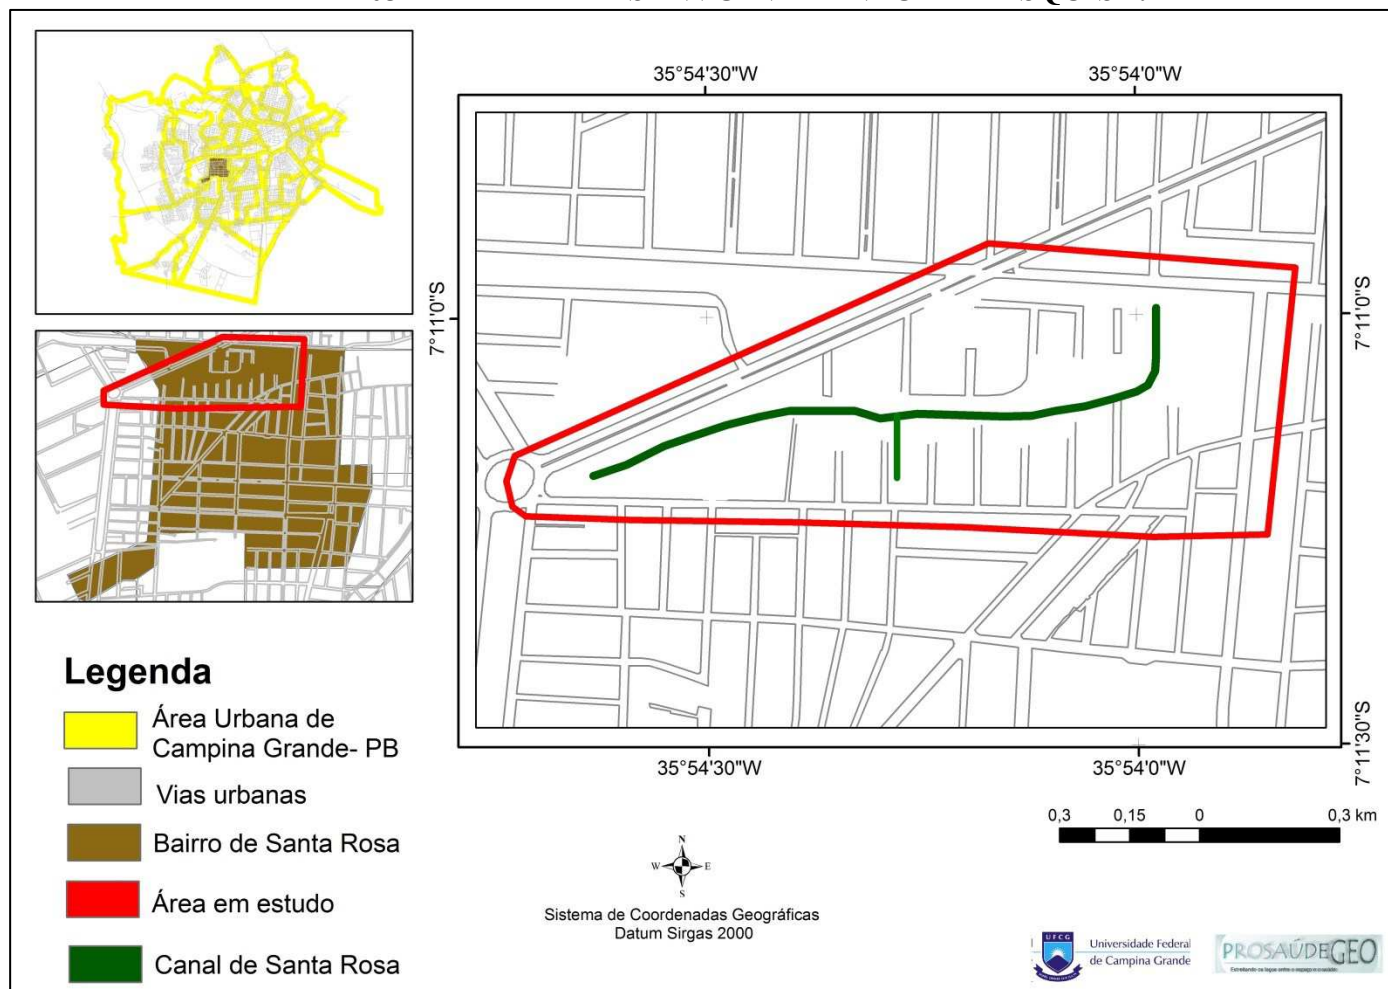 35°54'30"W
35°54'0"W
7°11'0"S
7°11'0"S
7°11'30"S
35°54'30"W
35°54'0"W
Legenda
Área Urbana de
Campina Grande- PB
Vias urbanas
Bairro de Santa Rosa
Área em estudo
Canal de Santa Rosa
0,3 0,15 0 0,3 km
N
W E
S
Sistema de Coordenadas Geográficas
Datum Sirgas 2000
UFCG
Universidade Federal
de Campina Grande
PROSAÚDEGEO